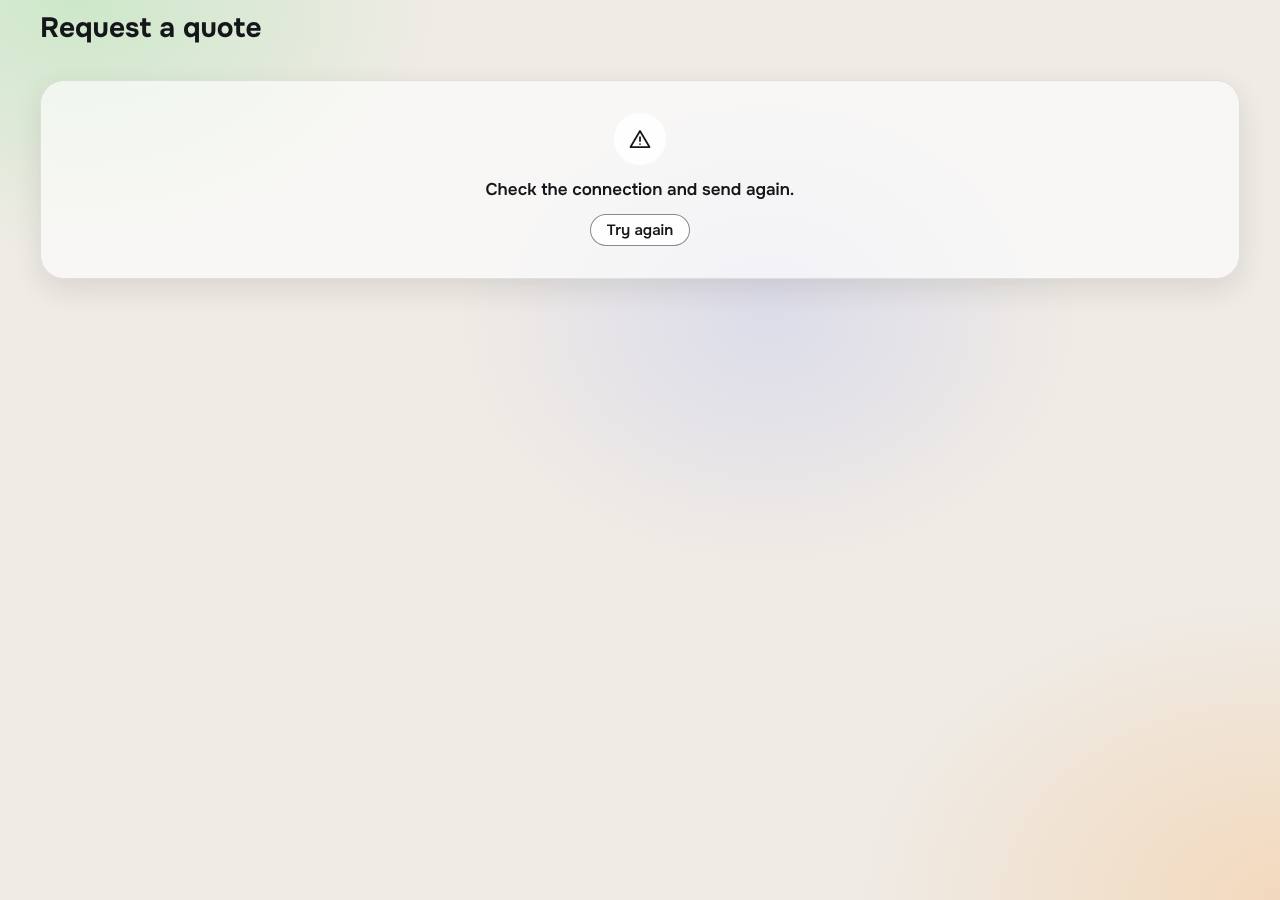 Request a quote
Check the connection and send again.
Try again